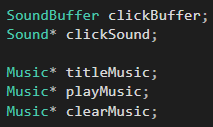 SoundBuffer clickBuffer;
Sound* clickSound;
Music* titleMusic;
Music* playMusic;
Music* clearMusic;